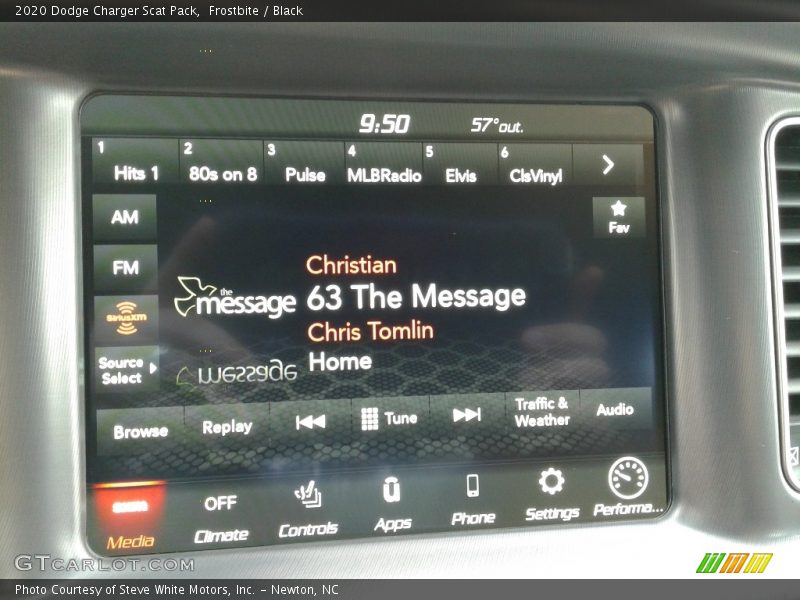 2020 Dodge Charger Scat Pack,  Frostbite / Black
9:50 57° out.
1 Hits 1
2 80s on 8
3 Pulse
4 MLBRadio
5 Elvis
6 ClsVinyl
AM
FM
SiriusXM
Source Select
Fav
the message
Christian
63 The Message
Chris Tomlin
Home
message
Browse Replay Tune Traffic & Weather Audio
OFF
Media Climate Controls Apps Phone Settings Performa...
GTCARLOT.COM
Photo Courtesy of Steve White Motors, Inc. – Newton, NC